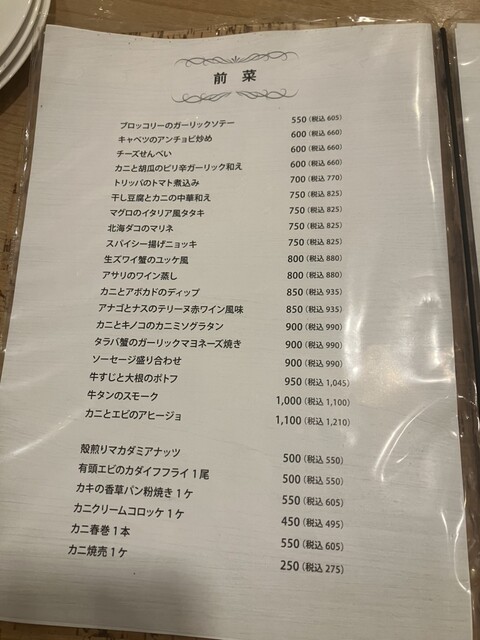 前 菜
ブロッコリーのガーリックソテー 550(税込 605)
キャベツのアンチョビ炒め 600(税込 660)
チーズせんべい 600(税込 660)
カニと胡瓜のピリ辛ガーリック和え 600(税込 660)
トリッパのトマト煮込み 700(税込 770)
干し豆腐とカニの中華和え 750(税込 825)
マグロのイタリア風タタキ 750(税込 825)
北海ダコのマリネ 750(税込 825)
スパイシー揚げニョッキ 750(税込 825)
生ズワイ蟹のユッケ風 800(税込 880)
アサリのワイン蒸し 800(税込 880)
カニとアボカドのディップ 850(税込 935)
アナゴとナスのテリーヌ赤ワイン風味 850(税込 935)
カニとキノコのカニミソグラタン 900(税込 990)
タラバ蟹のガーリックマヨネーズ焼き 900(税込 990)
ソーセージ盛り合わせ 900(税込 990)
牛すじと大根のポトフ 950(税込 1,045)
牛タンのスモーク 1,000(税込 1,100)
カニとエビのアヒージョ 1,100(税込 1,210)
殻煎りマカダミアナッツ 500(税込 550)
有頭エビのカダイフフライ 1尾 500(税込 550)
カキの香草パン粉焼き 1ケ 550(税込 605)
カニクリームコロッケ 1ケ 450(税込 495)
カニ春巻 1本 550(税込 605)
カニ焼売 1ケ 250(税込 275)